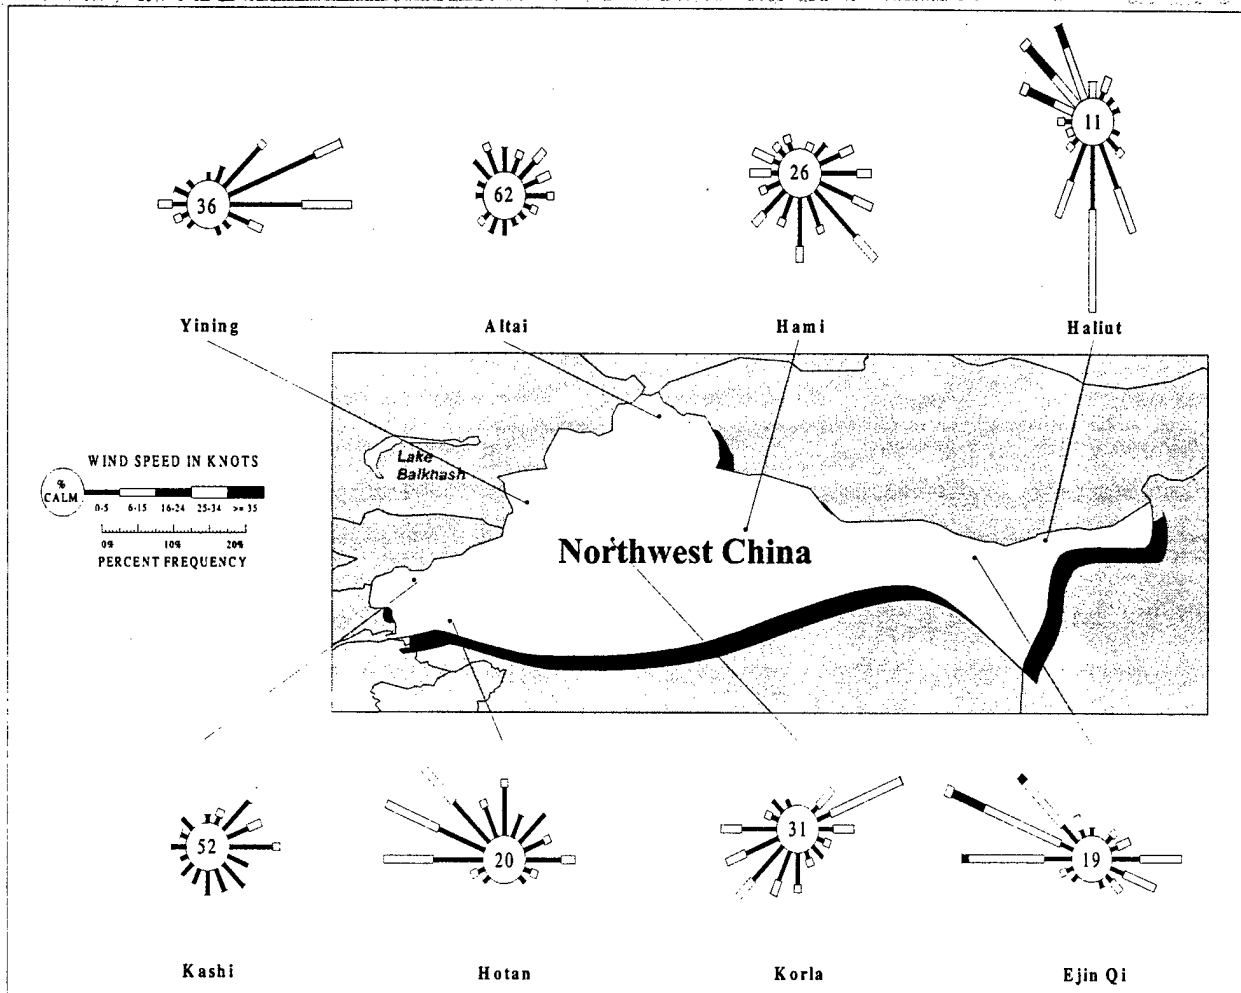 36
62
26
11
Yining
Altai
Hami
Haliut
Lake
Balkhash
WIND SPEED IN KNOTS
%
CALM
0-5 6-15 16-24 25-34 >= 35
0% 10% 20%
PERCENT FREQUENCY
Northwest China
52
20
31
19
Kashi
Hotan
Korla
Ejin Qi